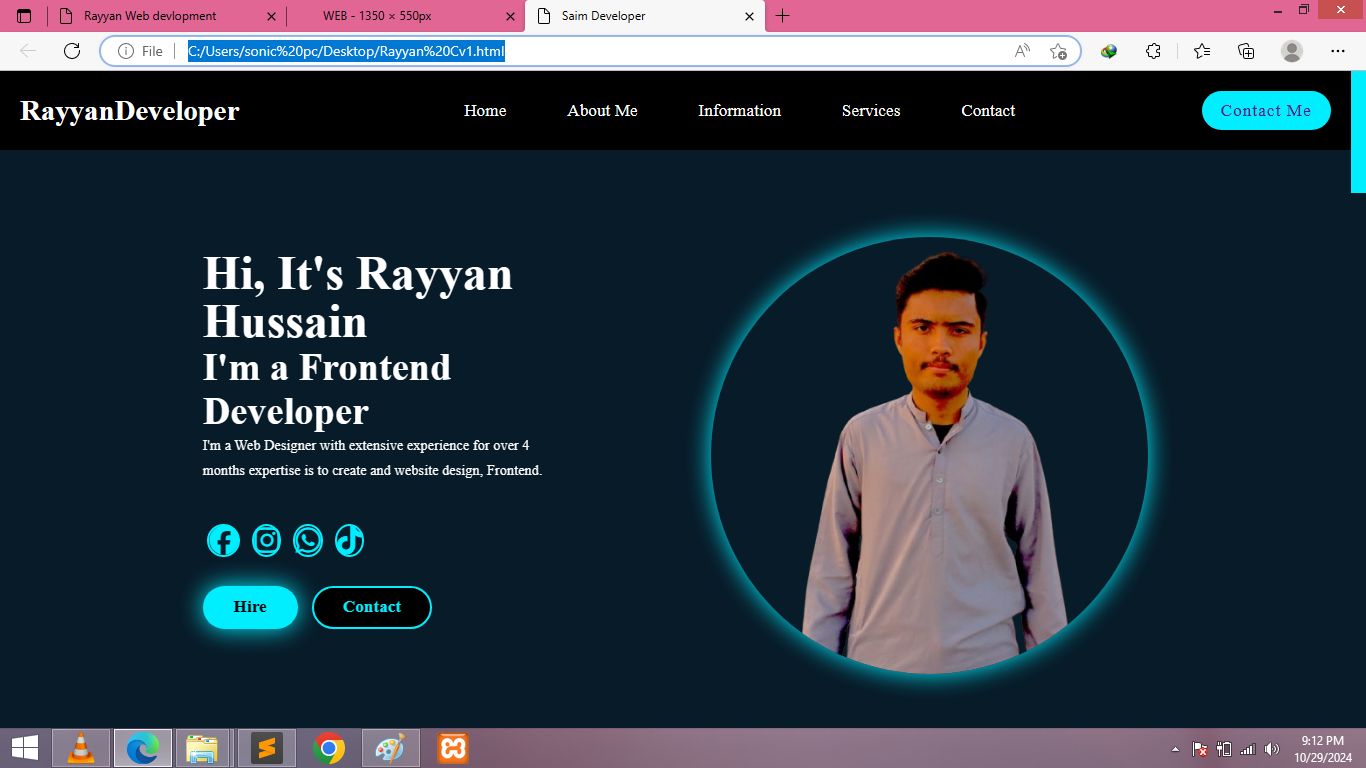 Rayyan Web devlopment
WEB - 1350 × 550px
Saim Developer
File
C:/Users/sonic%20pc/Desktop/Rayyan%20Cv1.html
RayyanDeveloper
Home
About Me
Information
Services
Contact
Contact Me
Hi, It's Rayyan
Hussain
I'm a Frontend
Developer
I'm a Web Designer with extensive experience for over 4
months expertise is to create and website design, Frontend.
Hire
Contact
9:12 PM
10/29/2024